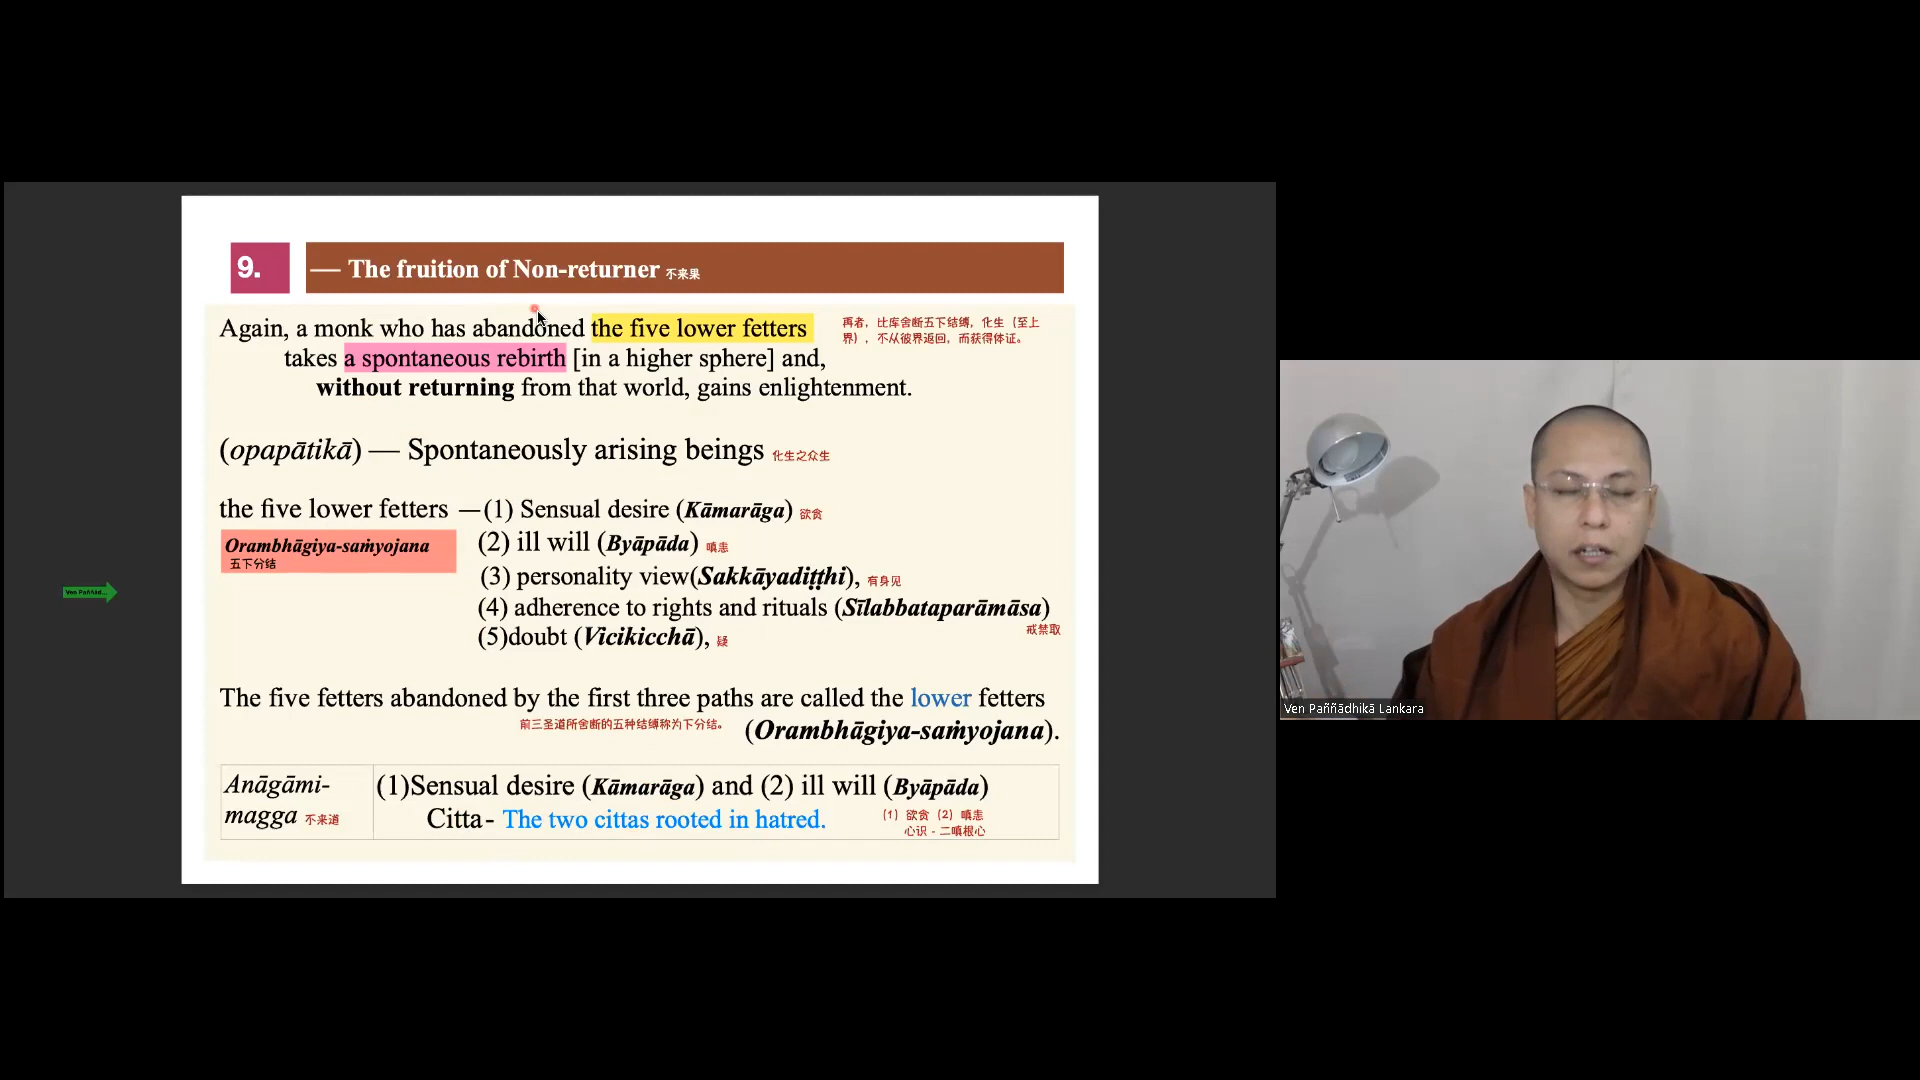 9. — The fruition of Non-returner 不来果
Again, a monk who has abandoned the five lower fetters
takes a spontaneous rebirth [in a higher sphere] and,
without returning from that world, gains enlightenment.
再者，比库舍断五下结缚，化生（至上
界），不从彼界返回，而获得体证。
(opapātikā) — Spontaneously arising beings 化生之众生
the five lower fetters —(1) Sensual desire (Kāmarāga) 欲贪
Orambhāgiya-saṁyojana
五下分结
(2) ill will (Byāpāda) 嗔恚
(3) personality view(Sakkāyadiṭṭhi), 有身见
(4) adherence to rights and rituals (Sīlabbataparāmāsa)
戒禁取
(5)doubt (Vicikicchā), 疑
The five fetters abandoned by the first three paths are called the lower fetters
前三圣道所舍断的五种结缚称为下分结。 (Orambhāgiya-saṁyojana).
Anāgāmi-
magga 不来道
(1)Sensual desire (Kāmarāga) and (2) ill will (Byāpāda)
Citta- The two cittas rooted in hatred.
(1) 欲贪 (2) 嗔恚
心识 - 二嗔根心
Ven Paññād...
Ven Paññādhikā Lankara